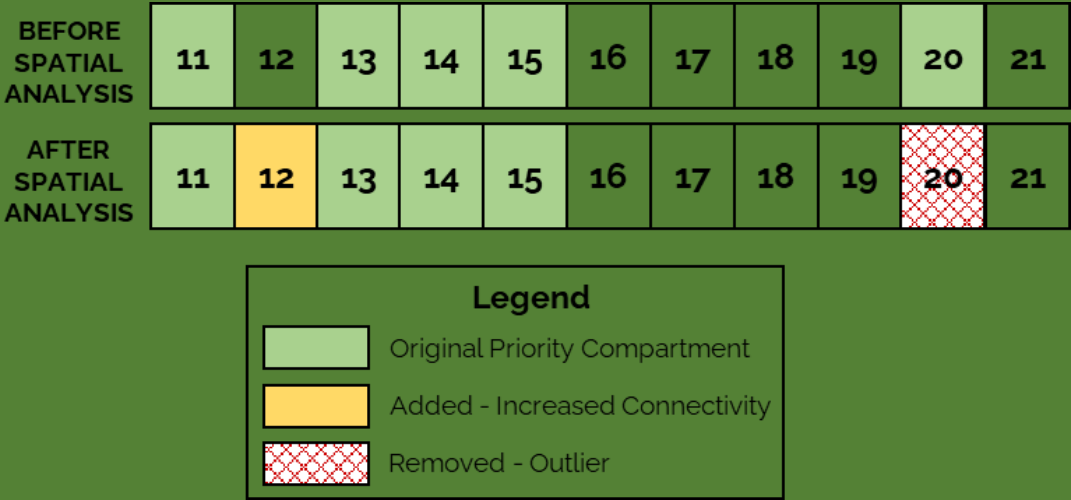 BEFORE
SPATIAL
ANALYSIS
11 12 13 14 15 16 17 18 19 20 21
AFTER
SPATIAL
ANALYSIS
11 12 13 14 15 16 17 18 19 20 21
Legend
Original Priority Compartment
Added - Increased Connectivity
Removed - Outlier